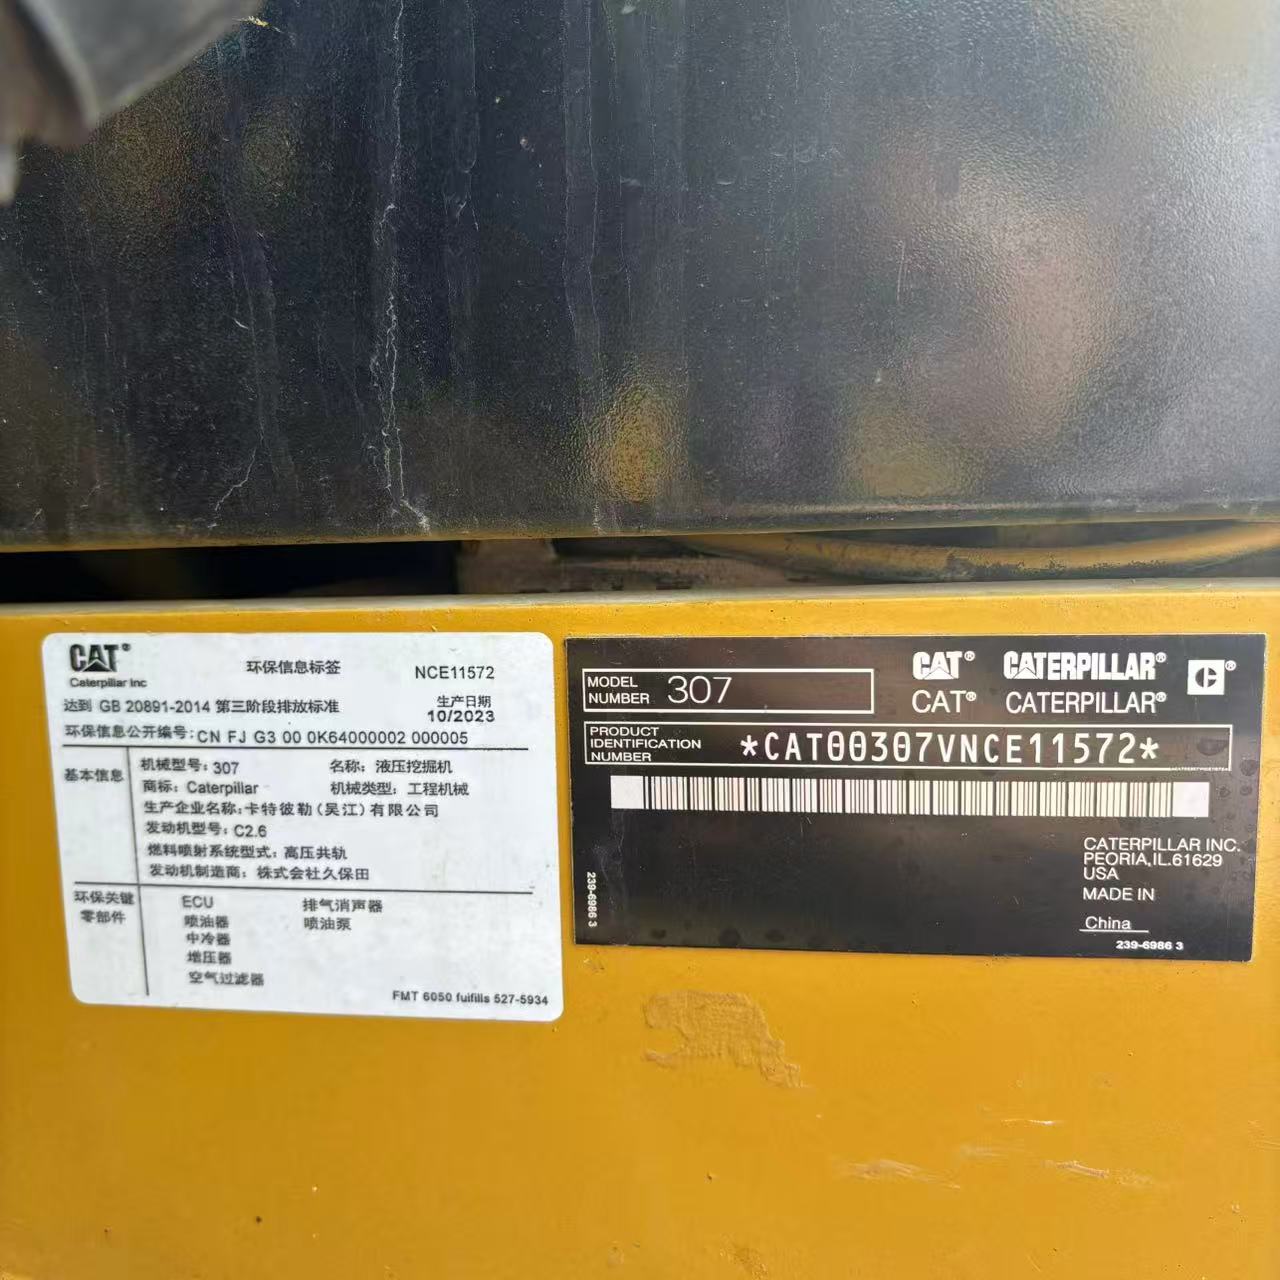 CAT®
Caterpillar Inc
环保信息标签
NCE11572
达到 GB 20891-2014 第三阶段排放标准
生产日期
10/2023
环保信息公开编号: CN FJ G3 00 0K64000002 000005
基本信息
机械型号: 307
名称: 液压挖掘机
商标: Caterpillar
机械类型: 工程机械
生产企业名称: 卡特彼勒 (吴江) 有限公司
发动机型号: C2.6
燃料喷射系统型式: 高压共轨
发动机制造商: 株式会社久保田
环保关键
零部件
ECU
排气消声器
喷油器
喷油泵
中冷器
增压器
空气过滤器
FMT 6050 fulfills 527-5934
MODEL
NUMBER
307
CAT® CATERPILLAR® C®
CAT® CATERPILLAR®
PRODUCT
IDENTIFICATION
NUMBER
*CAT00307VNCE11572*
CATERPILLAR INC.
PEORIA,IL.61629
USA
MADE IN
China
239-6986 3
239-6986 3